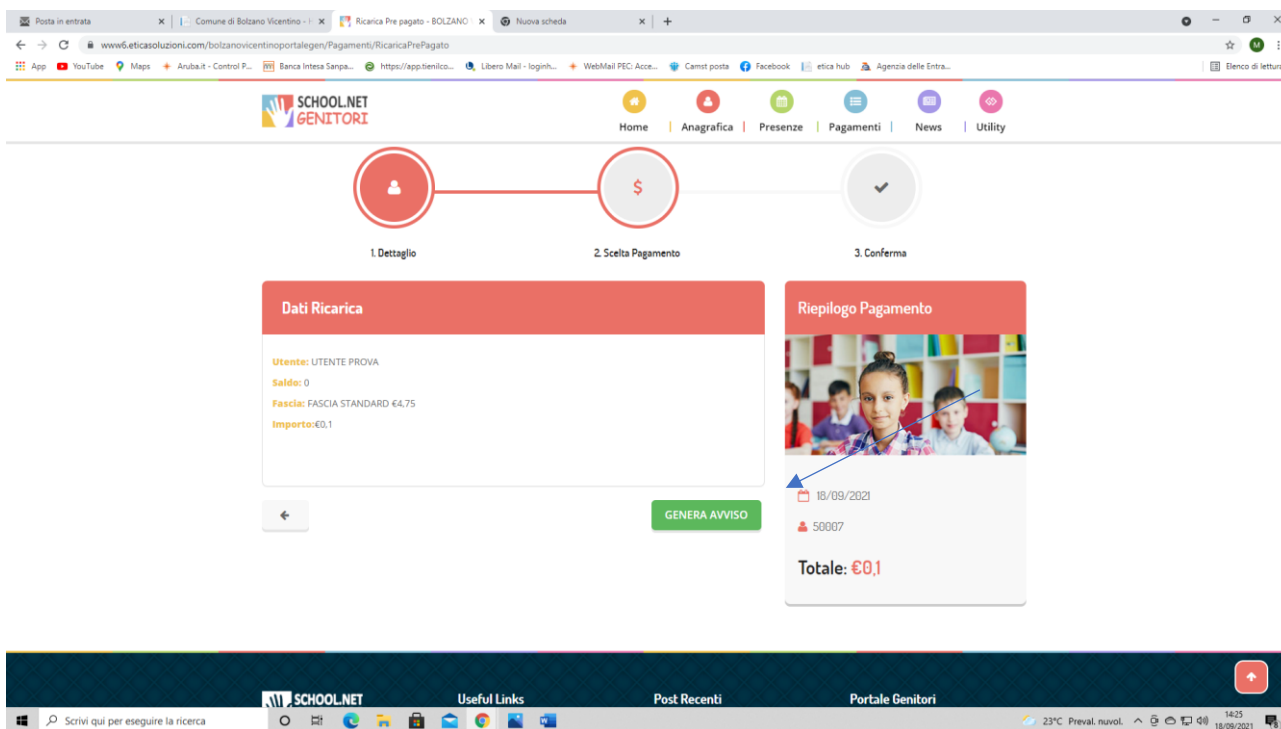 Posta in entrata
Comune di Bolzano Vicentino - H
Ricarica Pre pagato - BOLZANO
Nuova scheda
www6.eticasoluzioni.com/bolzanovicentinoportalegen/Pagamenti/RicaricaPrePagato
M
App YouTube Maps Aruba.it - Control P... Banca Intesa Sanpa... https://app.tienilco... Libero Mail - loginh... WebMail PEC: Acce... Camst posta Facebook etica hub Agenzia delle Entra... Elenco di lettura
SCHOOL.NET
GENITORI
Home | Anagrafica | Presenze | Pagamenti | News | Utility
$
1. Dettaglio
2. Scelta Pagamento
3. Conferma
Dati Ricarica
Utente: UTENTE PROVA
Saldo: 0
Fascia: FASCIA STANDARD €4,75
Importo:€0,1
GENERA AVVISO
Riepilogo Pagamento
18/09/2021
50007
Totale: €0,1
SCHOOL.NET
Useful Links
Post Recenti
Portale Genitori
Scrivi qui per eseguire la ricerca
23°C Preval. nuvol.
14:25
18/09/2021